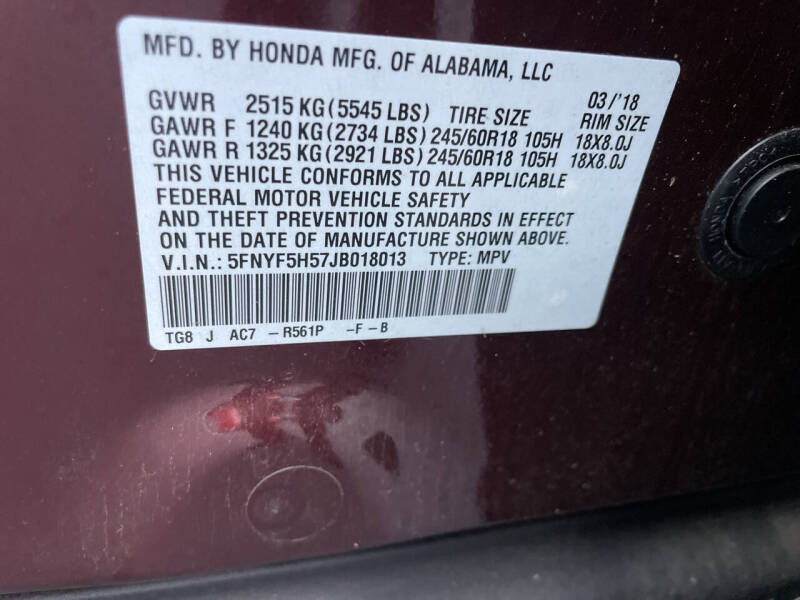 MFD. BY HONDA MFG. OF ALABAMA, LLC
03/'18
GVWR 2515 KG (5545 LBS) TIRE SIZE RIM SIZE
GAWR F 1240 KG (2734 LBS) 245/60R18 105H 18X8.0J
GAWR R 1325 KG (2921 LBS) 245/60R18 105H 18X8.0J
THIS VEHICLE CONFORMS TO ALL APPLICABLE
FEDERAL MOTOR VEHICLE SAFETY
AND THEFT PREVENTION STANDARDS IN EFFECT
ON THE DATE OF MANUFACTURE SHOWN ABOVE.
V.I.N.: 5FNYF5H57JB018013 TYPE: MPV
TG8 J AC7 -R561P -F-B